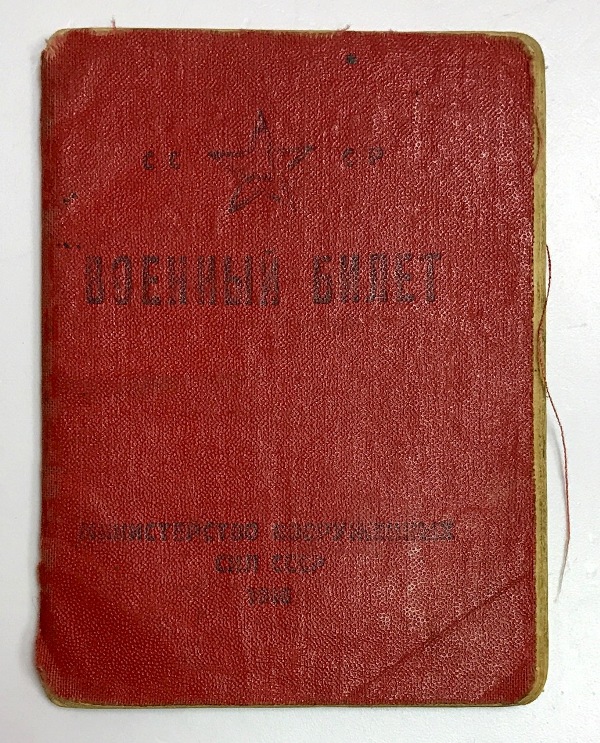 СС СР
ВОЕННЫЙ БИЛЕТ
МИНИСТЕРСТВО ВООРУЖЕННЫХ
СИЛ СССР